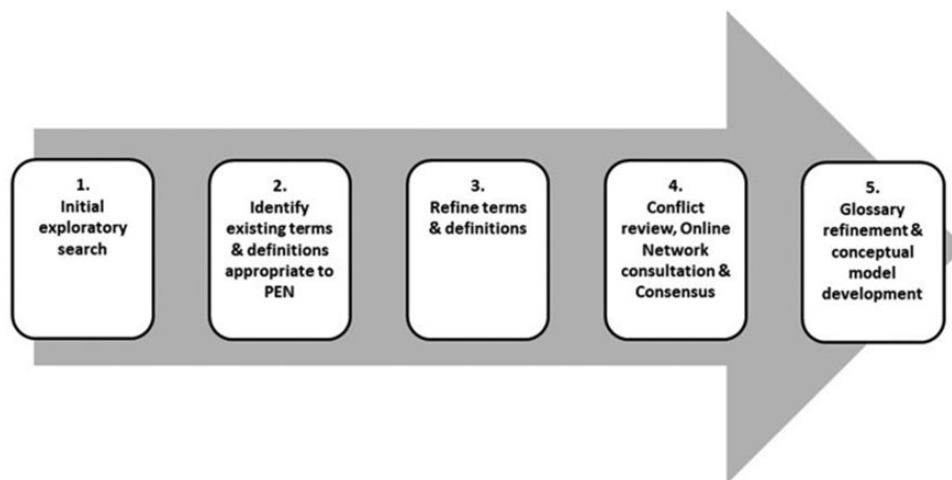 1.
Initial
exploratory
search
2.
Identify
existing terms
& definitions
appropriate to
PEN
3.
Refine terms
& definitions
4.
Conflict
review, Online
Network
consultation &
Consensus
5.
Glossary
refinement &
conceptual
model
development